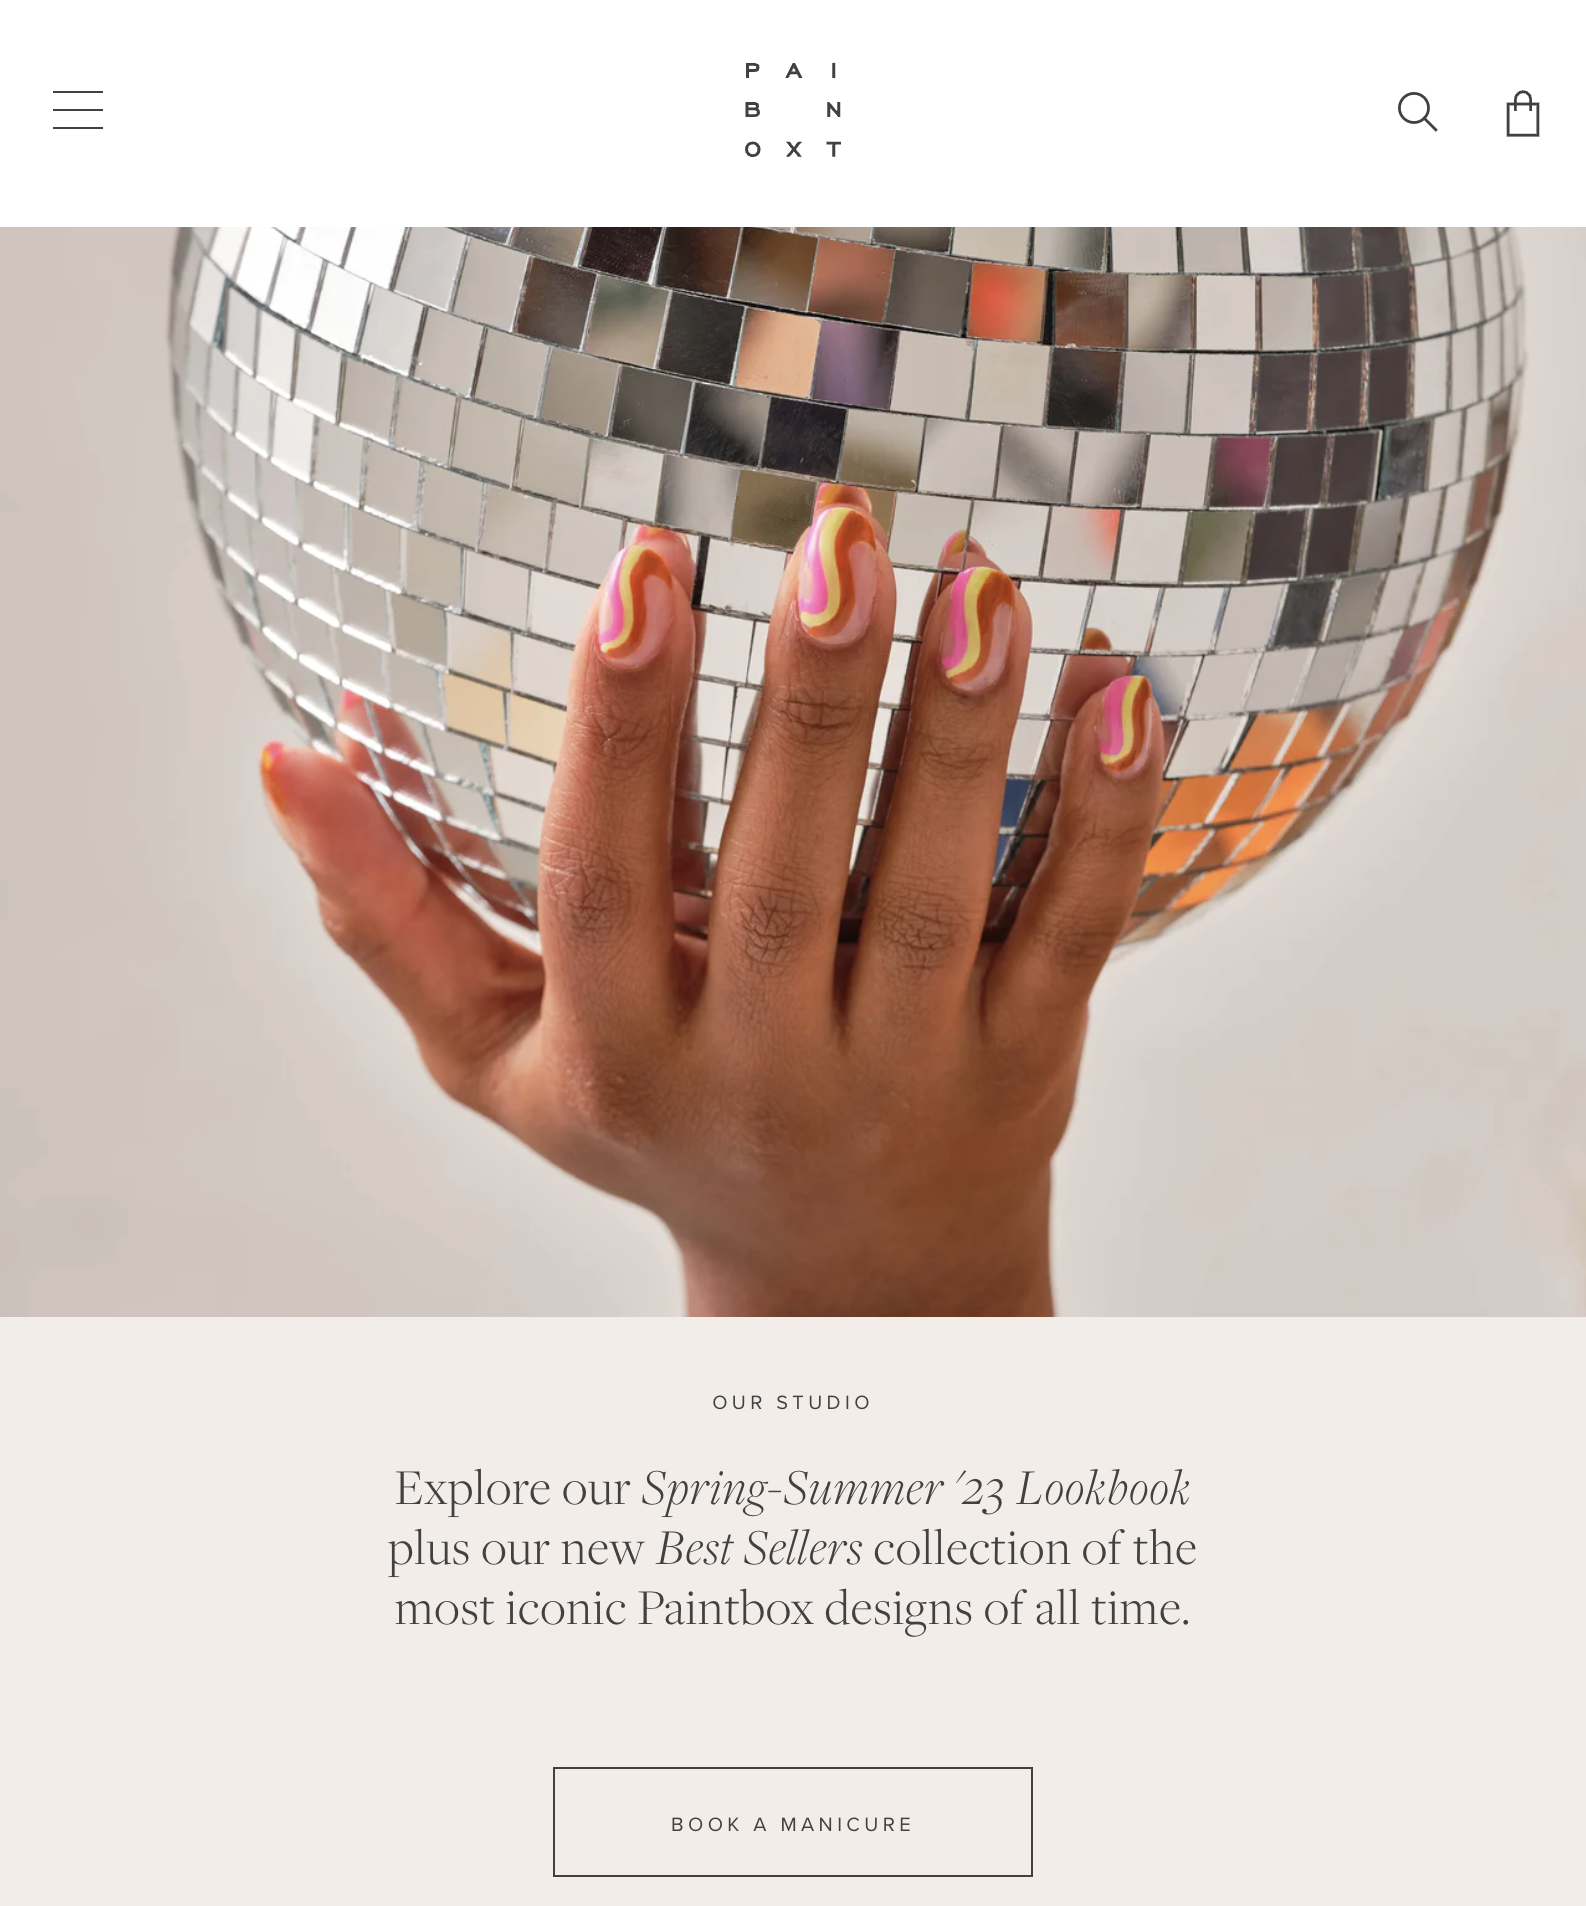 P A I
B N
O X T
OUR STUDIO
Explore our Spring-Summer '23 Lookbook
plus our new Best Sellers collection of the
most iconic Paintbox designs of all time.
BOOK A MANICURE